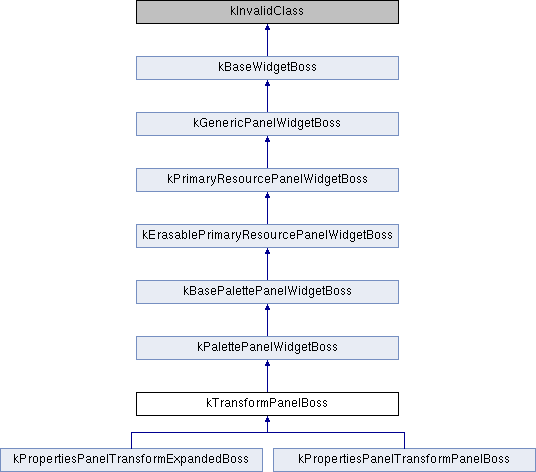 kInvalidClass
kBaseWidgetBoss
kGenericPanelWidgetBoss
kPrimaryResourcePanelWidgetBoss
kErasablePrimaryResourcePanelWidgetBoss
kBasePalettePanelWidgetBoss
kPalettePanelWidgetBoss
kTransformPanelBoss
kPropertiesPanelTransformExpandedBoss
kPropertiesPanelTransformPanelBoss